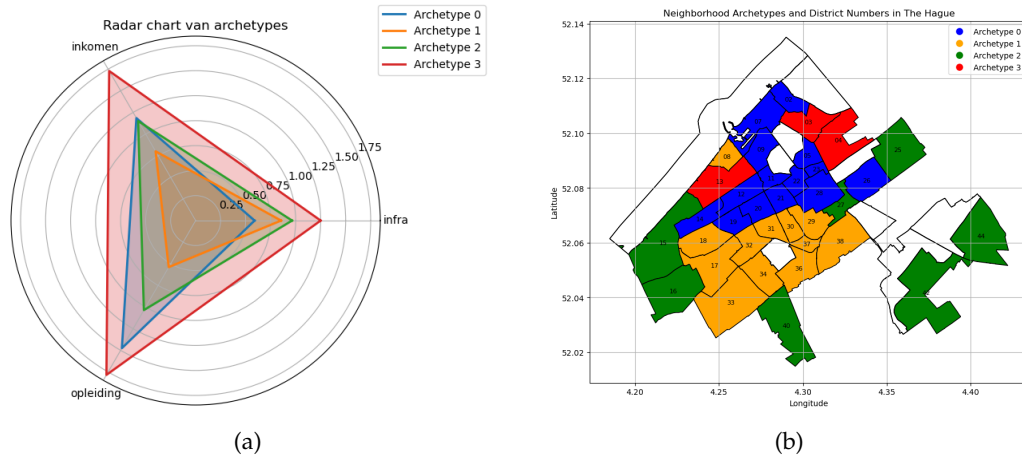 Radar chart van archetypes
Archetype 0
Archetype 1
Archetype 2
Archetype 3
inkomen
1.75
1.50
1.25
1.00
0.75
0.50
0.25
infra
opleiding
(a)
Neighborhood Archetypes and District Numbers in The Hague
Archetype 0
Archetype 1
Archetype 2
Archetype 3
52.14
52.12
52.10
52.08
52.06
52.04
52.02
Latitude
08
25
15
16
18
17
32
31
30
29
37
38
34
36
33
40
44
4.20
4.25
4.30
4.35
4.40
Longitude
(b)